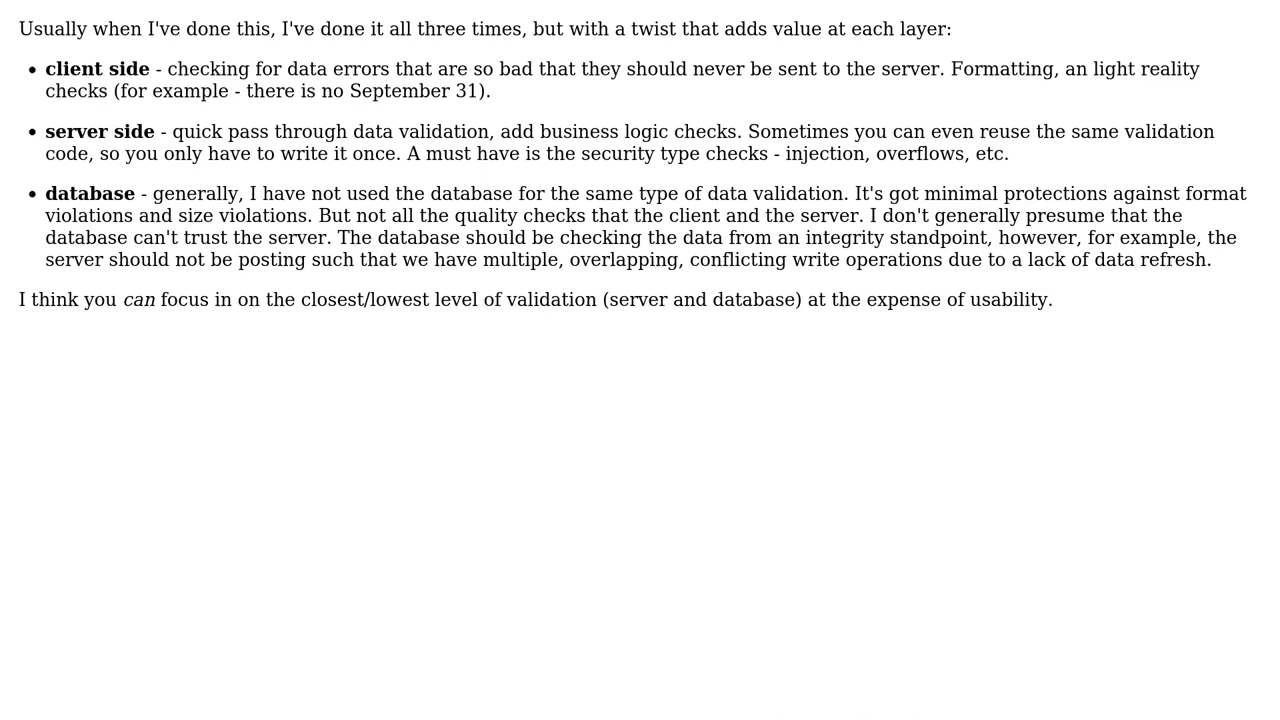 Usually when I've done this, I've done it all three times, but with a twist that adds value at each layer:
• client side - checking for data errors that are so bad that they should never be sent to the server. Formatting, an light reality
checks (for example - there is no September 31).
• server side - quick pass through data validation, add business logic checks. Sometimes you can even reuse the same validation
code, so you only have to write it once. A must have is the security type checks - injection, overflows, etc.
• database - generally, I have not used the database for the same type of data validation. It's got minimal protections against format
violations and size violations. But not all the quality checks that the client and the server. I don't generally presume that the
database can't trust the server. The database should be checking the data from an integrity standpoint, however, for example, the
server should not be posting such that we have multiple, overlapping, conflicting write operations due to a lack of data refresh.
I think you can focus in on the closest/lowest level of validation (server and database) at the expense of usability.